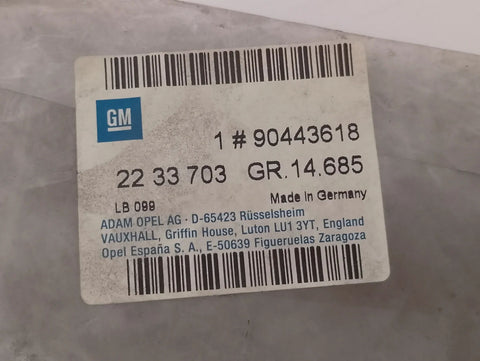 GM
1 # 90443618
22 33 703 GR.14.685
LB 099 Made in Germany
ADAM OPEL AG · D-65423 Rüsselsheim
VAUXHALL, Griffin House, Luton LU1 3YT, England
Opel España S. A., E-50639 Figueruelas Zaragoza